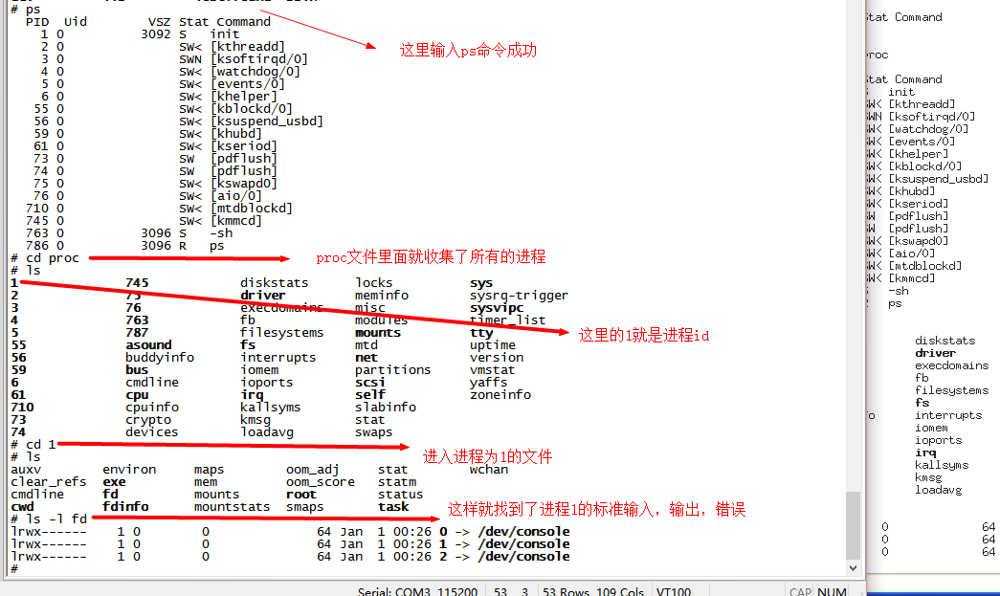 # ps
PID Uid VSZ Stat Command
1 0 3092 S init
2 0 SW< [kthreadd]
3 0 SWN [ksoftirqd/0]
4 0 SW< [watchdog/0]
5 0 SW< [events/0]
6 0 SW< [khelper]
55 0 SW< [kblockd/0]
56 0 SW< [ksuspend_usbd]
59 0 SW< [khubd]
61 0 SW< [kseriod]
73 0 SW [pdflush]
74 0 SW [pdflush]
75 0 SW< [kswapd0]
76 0 SW< [aio/0]
710 0 SW< [mtdblockd]
745 0 SW< [kmmcd]
763 0 3096 S -sh
786 0 3096 R ps
这里输入ps命令成功
# cd proc
proc文件里面就收集了所有的进程
# ls
1 745 diskstats locks sys
2 75 driver meminfo sysrq-trigger
3 76 execdomains misc sysvipc
4 763 fb modules timer_list
5 787 filesystems mounts tty
这里的1就是进程id
55 asound fs mtd uptime
56 buddyinfo interrupts net version
59 bus iomem partitions vmstat
6 cmdline ioports scsi yaffs
61 cpu irq self zoneinfo
710 cpuinfo kallsyms slabinfo
73 crypto kmsg stat
74 devices loadavg swaps
# cd 1
进入进程为1的文件
# ls
auxv environ maps oom_adj stat wchan
clear_refs exe mem oom_score statm
cmdline fd mounts root status
cwd fdinfo mountstats smaps task
# ls -l fd
这样就找到了进程1的标准输入，输出，错误
lrwx------ 1 0 0 64 Jan 1 00:26 0 -> /dev/console
lrwx------ 1 0 0 64 Jan 1 00:26 1 -> /dev/console
lrwx------ 1 0 0 64 Jan 1 00:26 2 -> /dev/console
#
Serial: COM3, 115200 53, 3 53 Rows, 109 Cols VT100 CAP NUM
Stat Command
proc
Stat Command
init
SW< [kthreadd]
SWN [ksoftirqd/0]
SW< [watchdog/0]
SW< [events/0]
SW< [khelper]
SW< [kblockd/0]
SW< [ksuspend_usbd]
SW< [khubd]
SW< [kseriod]
SW [pdflush]
SW [pdflush]
SW< [kswapd0]
SW< [aio/0]
SW< [mtdblockd]
SW< [kmmcd]
-sh
ps
diskstats
driver
execdomains
fb
filesystems
fs
fo interrupts
iomem
ioports
irq
kallsyms
kmsg
loadavg
0 64
0 64
0 64